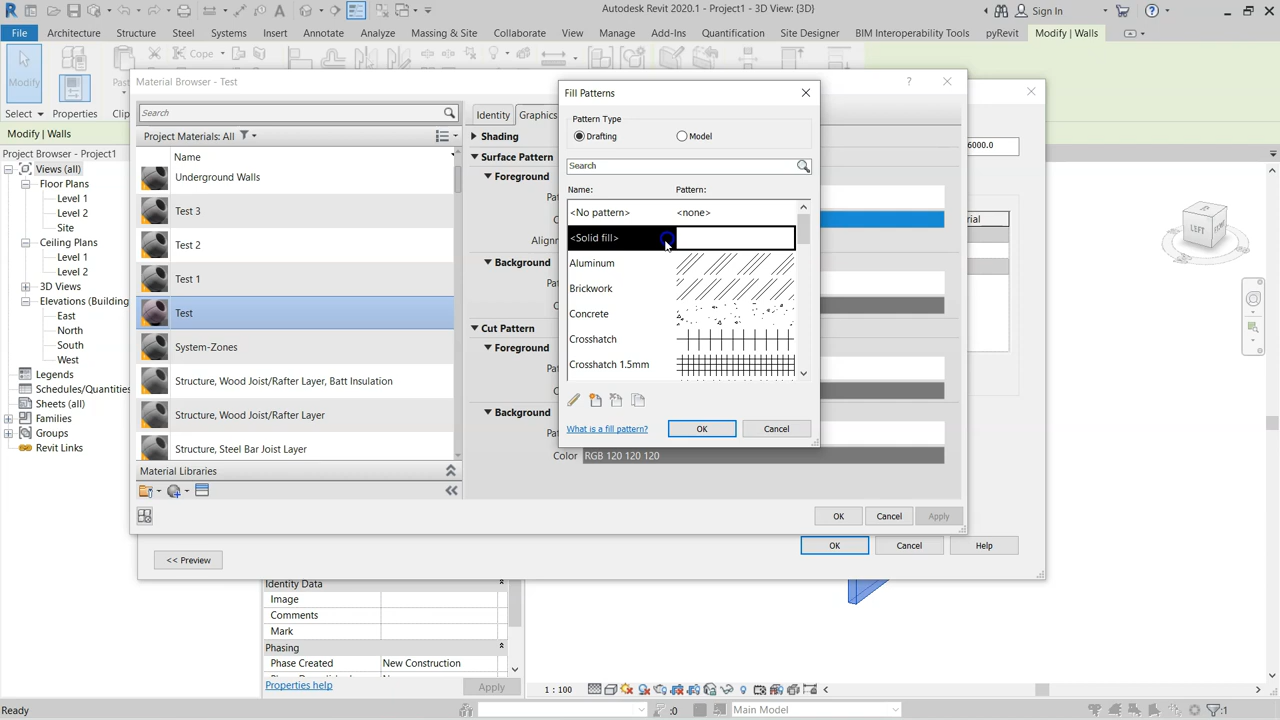 Autodesk Revit 2020.1 - Project1 - 3D View: {3D}
Sign In
File Architecture Structure Steel Systems Insert Annotate Analyze Massing & Site Collaborate View Manage Add-Ins Quantification Site Designer BIM Interoperability Tools pyRevit Modify | Walls
Modify
Cope
Select Properties
Modify | Walls
Project Browser - Project1
Views (all)
Floor Plans
Level 1
Level 2
Site
Ceiling Plans
Level 1
Level 2
3D Views
Elevations (Building
East
North
South
West
Legends
Schedules/Quantities
Sheets (all)
Families
Groups
Revit Links
Material Browser - Test
Search
Project Materials: All
Name
Underground Walls
Test 3
Test 2
Test 1
Test
System-Zones
Structure, Wood Joist/Rafter Layer, Batt Insulation
Structure, Wood Joist/Rafter Layer
Structure, Steel Bar Joist Layer
Material Libraries
Identity Graphics
Shading
Surface Pattern
Foreground
Background
Cut Pattern
Foreground
Background
Color RGB 120 120 120
OK Cancel Apply
Fill Patterns
Pattern Type
Drafting Model
Search
Name: Pattern:
<No pattern> <none>
<Solid fill>
Aluminum
Brickwork
Concrete
Crosshatch
Crosshatch 1.5mm
What is a fill pattern? OK Cancel
6000.0
<< Preview
OK Cancel Help
LEFT
Identity Data
Image
Comments
Mark
Phasing
Phase Created New Construction
Properties help Apply
1 : 100
Ready
:0
Main Model
:1